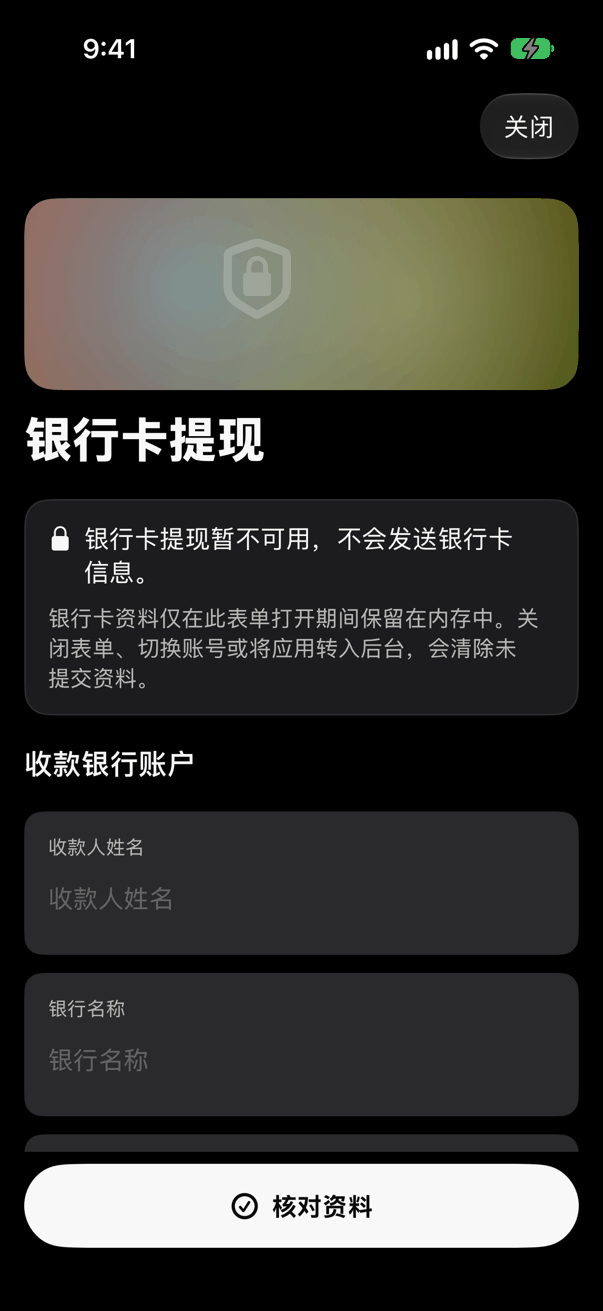 9:41
关闭
银行卡提现
银行卡提现暂不可用，不会发送银行卡
信息。
银行卡资料仅在此表单打开期间保留在内存中。关
闭表单、切换账号或将应用转入后台，会清除未
提交资料。
收款银行账户
收款人姓名
收款人姓名
银行名称
银行名称
核对资料